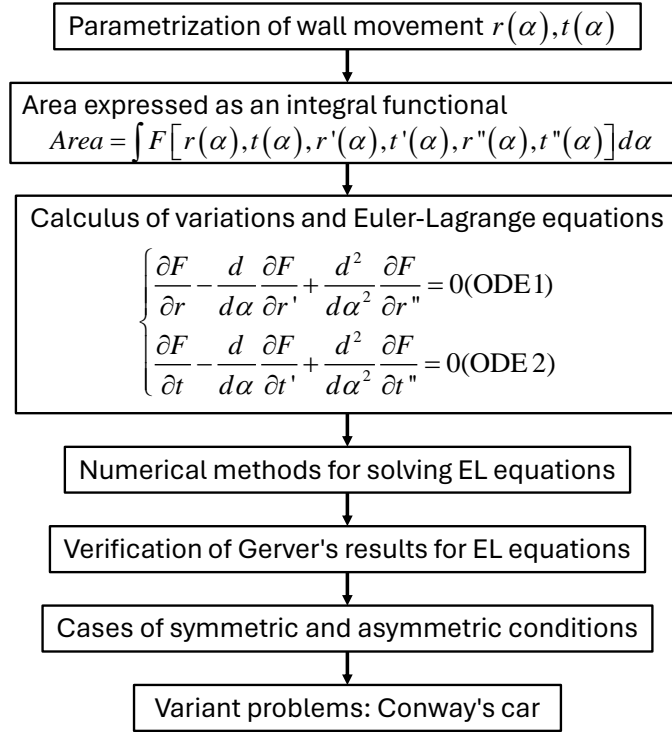 Parametrization of wall movement r(α),t(α)
Area expressed as an integral functional
Area = ∫ F[r(α),t(α),r'(α),t'(α),r"(α),t"(α)]dα
Calculus of variations and Euler-Lagrange equations
∂F/∂r − d/dα ∂F/∂r' + d²/dα² ∂F/∂r" = 0(ODE1)
∂F/∂t − d/dα ∂F/∂t' + d²/dα² ∂F/∂t" = 0(ODE2)
Numerical methods for solving EL equations
Verification of Gerver's results for EL equations
Cases of symmetric and asymmetric conditions
Variant problems: Conway's car